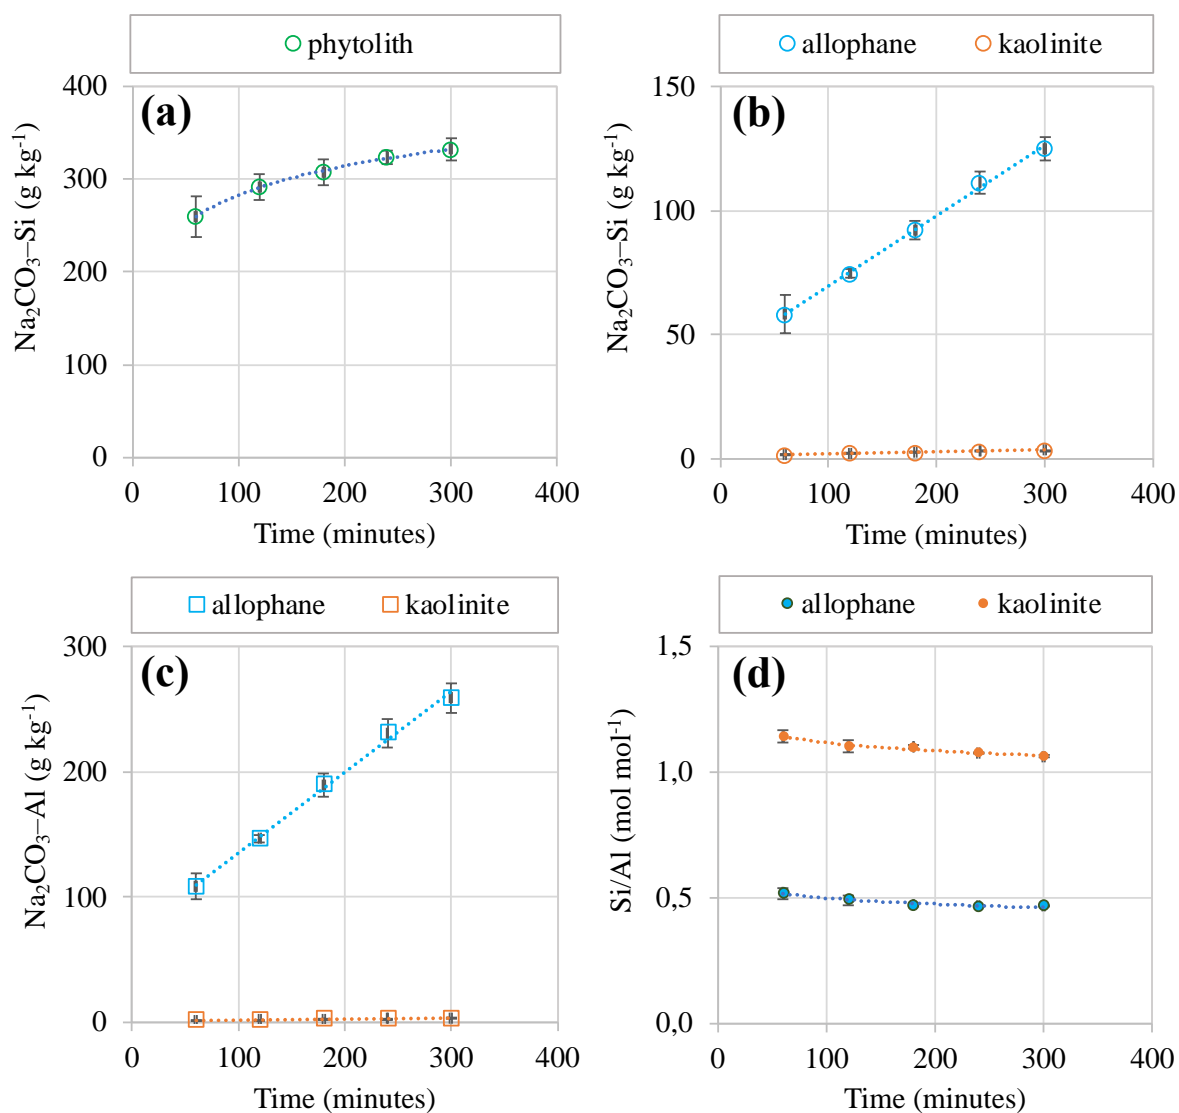 phytolith
(a)
Na₂CO₃–Si (g kg⁻¹)
400
300
200
100
0
0 100 200 300 400
Time (minutes)
allophane kaolinite
(b)
Na₂CO₃–Si (g kg⁻¹)
150
100
50
0
0 100 200 300 400
Time (minutes)
allophane kaolinite
(c)
Na₂CO₃–Al (g kg⁻¹)
300
200
100
0
0 100 200 300 400
Time (minutes)
allophane kaolinite
(d)
Si/Al (mol mol⁻¹)
1,5
1,0
0,5
0,0
0 100 200 300 400
Time (minutes)